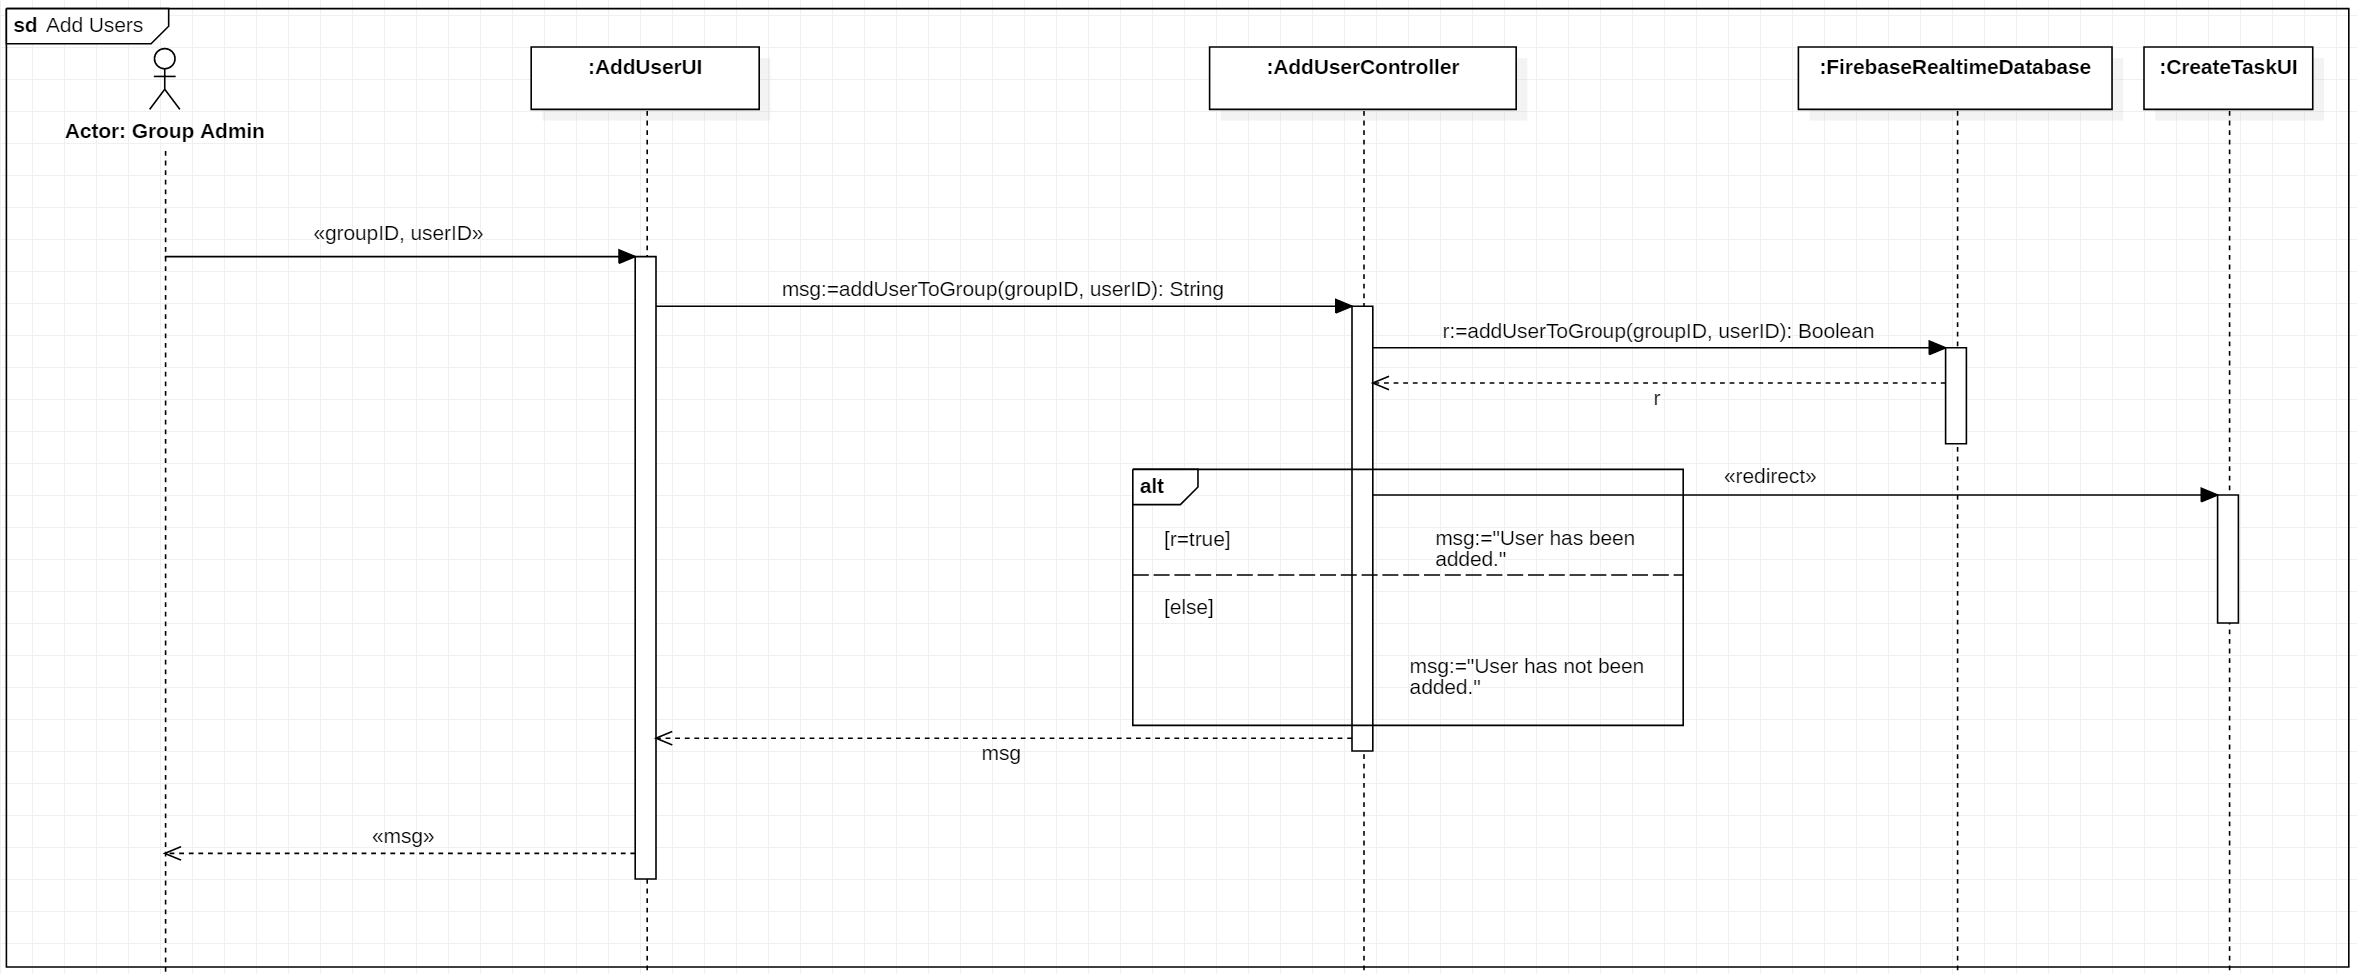 sd Add Users
:AddUserUI
:AddUserController
:FirebaseRealtimeDatabase
:CreateTaskUI
Actor: Group Admin
«groupID, userID»
msg:=addUserToGroup(groupID, userID): String
r:=addUserToGroup(groupID, userID): Boolean
r
«redirect»
alt
[r=true]
msg:="User has been
added."
[else]
msg:="User has not been
added."
msg
«msg»